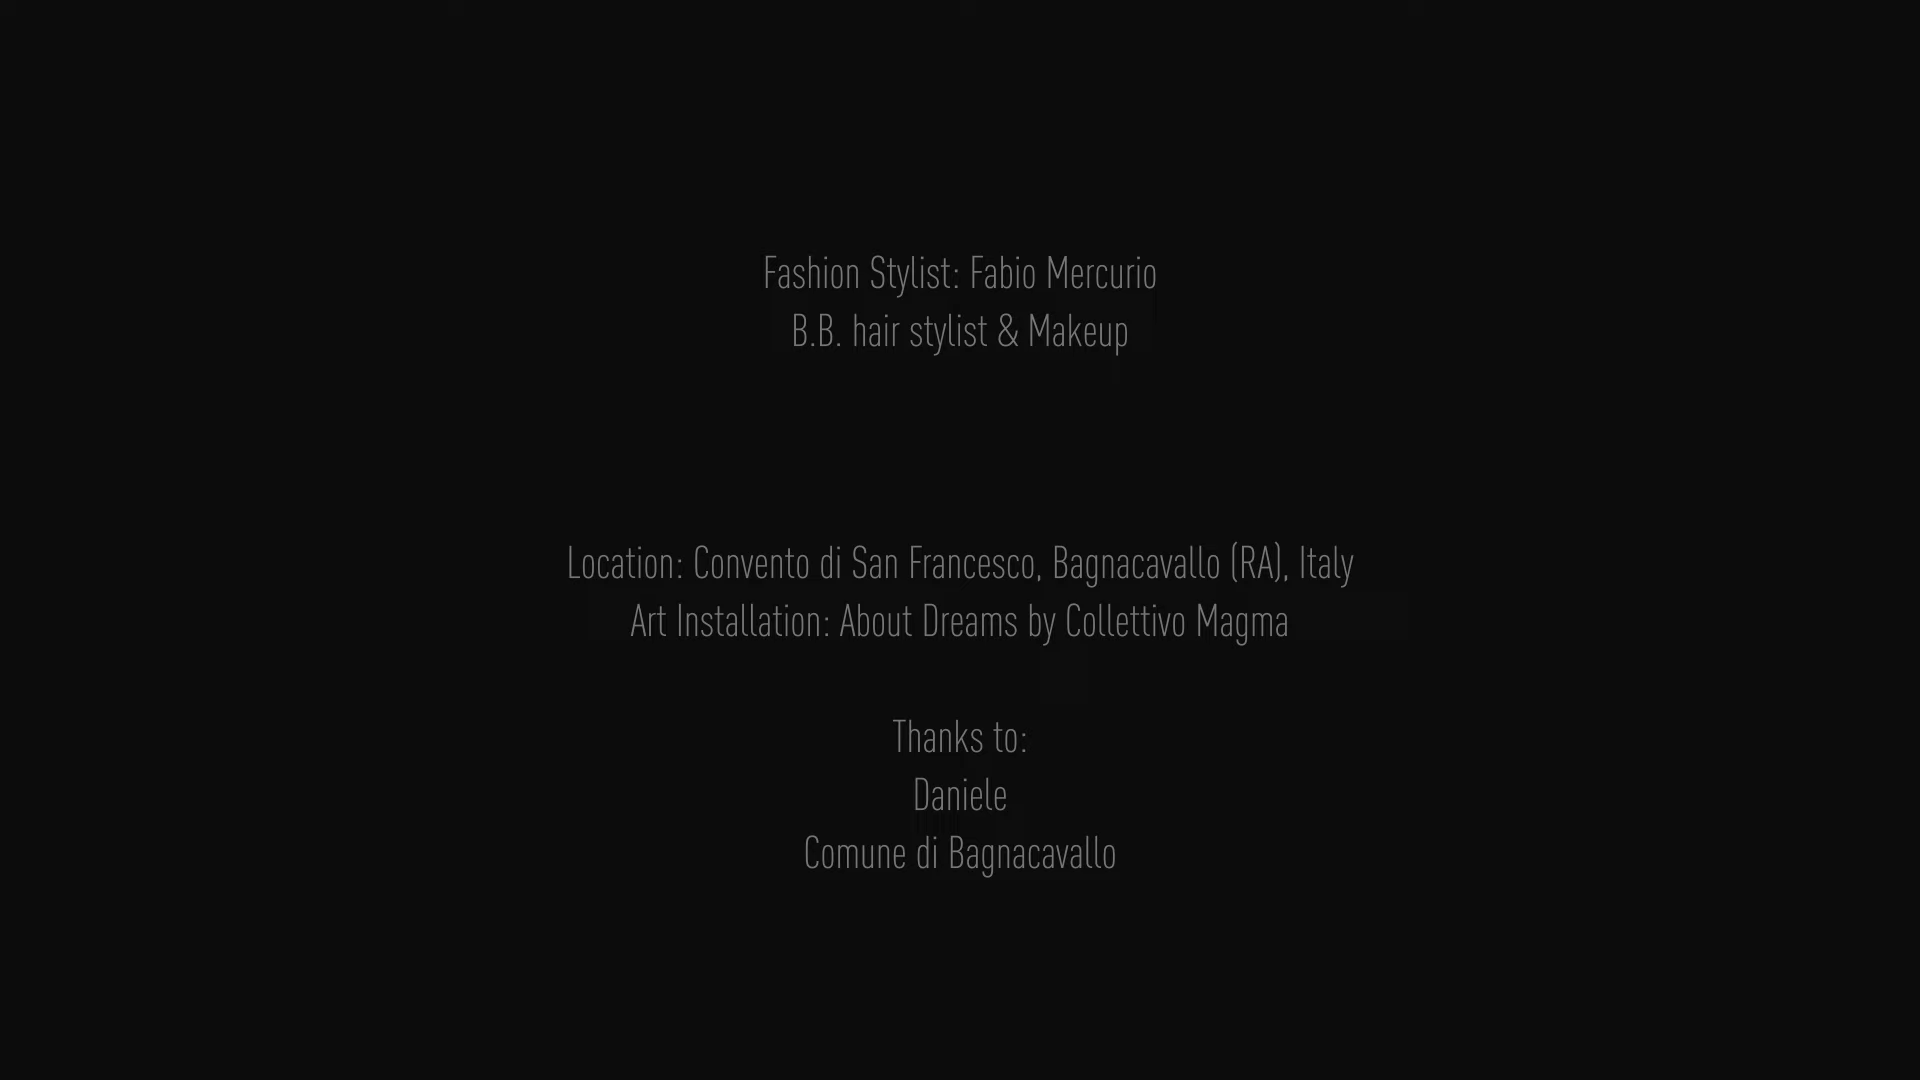 Fashion Stylist: Fabio Mercurio
B.B. hair stylist & Makeup
Location: Convento di San Francesco, Bagnacavallo (RA), Italy
Art Installation: About Dreams by Collettivo Magma
Thanks to:
Daniele
Comune di Bagnacavallo